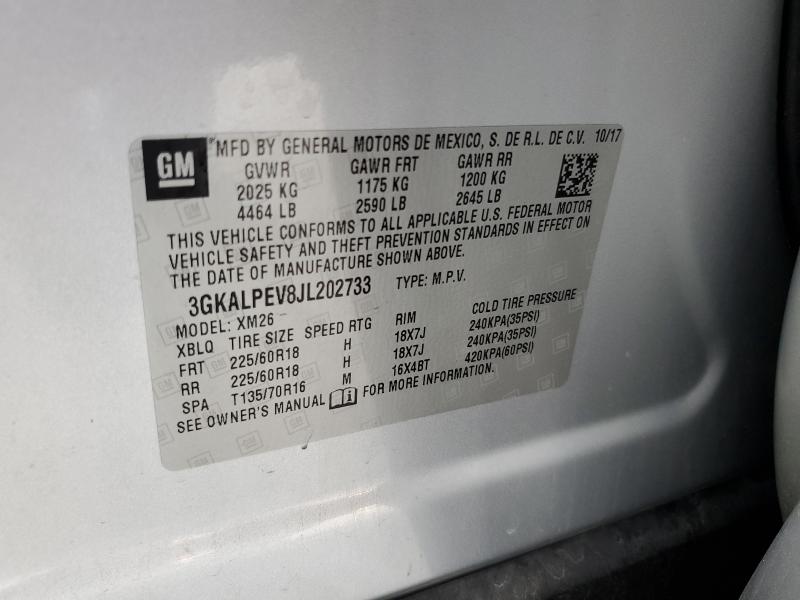 GM
MFD BY GENERAL MOTORS DE MEXICO, S. DE R.L. DE C.V. 10/17
GVWR GAWR FRT GAWR RR
2025 KG 1175 KG 1200 KG
4464 LB 2590 LB 2645 LB
THIS VEHICLE CONFORMS TO ALL APPLICABLE U.S. FEDERAL MOTOR
VEHICLE SAFETY AND THEFT PREVENTION STANDARDS IN EFFECT ON
THE DATE OF MANUFACTURE SHOWN ABOVE.
3GKALPEV8JL202733 TYPE: M.P.V.
MODEL: XM26
XBLQ TIRE SIZE SPEED RTG RIM COLD TIRE PRESSURE
FRT 225/60R18 H 18X7J 240KPA(35PSI)
RR 225/60R18 H 18X7J 240KPA(35PSI)
SPA T135/70R16 M 16X4BT 420KPA(60PSI)
SEE OWNER'S MANUAL FOR MORE INFORMATION.